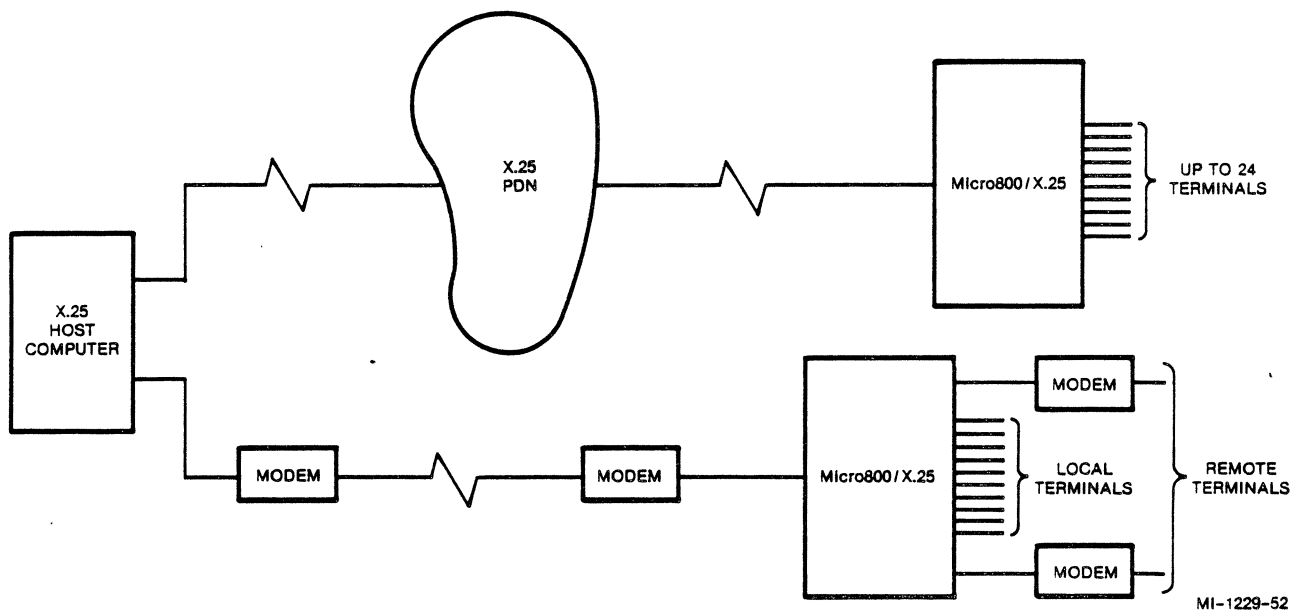 X.25
PDN
Micro800/X.25
UP TO 24
TERMINALS
X.25
HOST
COMPUTER
MODEM
MODEM
Micro800/X.25
MODEM
LOCAL
TERMINALS
REMOTE
TERMINALS
MODEM
MI-1229-52